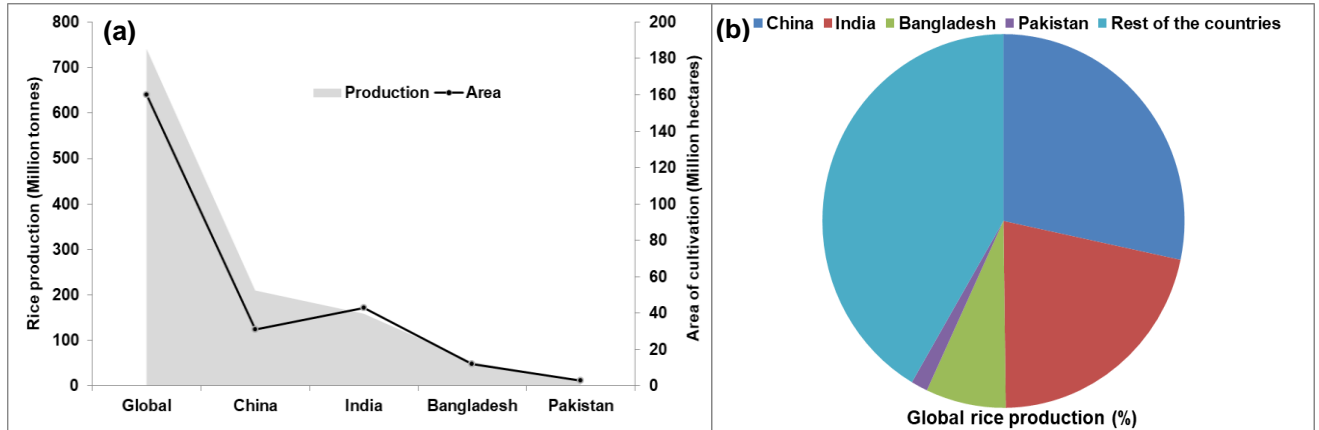 (a)
Rice production (Million tonnes)
800
700
600
500
400
300
200
100
0
Production
Area
200
180
160
140
120
100
80
60
40
20
0
Area of cultivation (Million hectares)
Global
China
India
Bangladesh
Pakistan
(b)
China
India
Bangladesh
Pakistan
Rest of the countries
Global rice production (%)